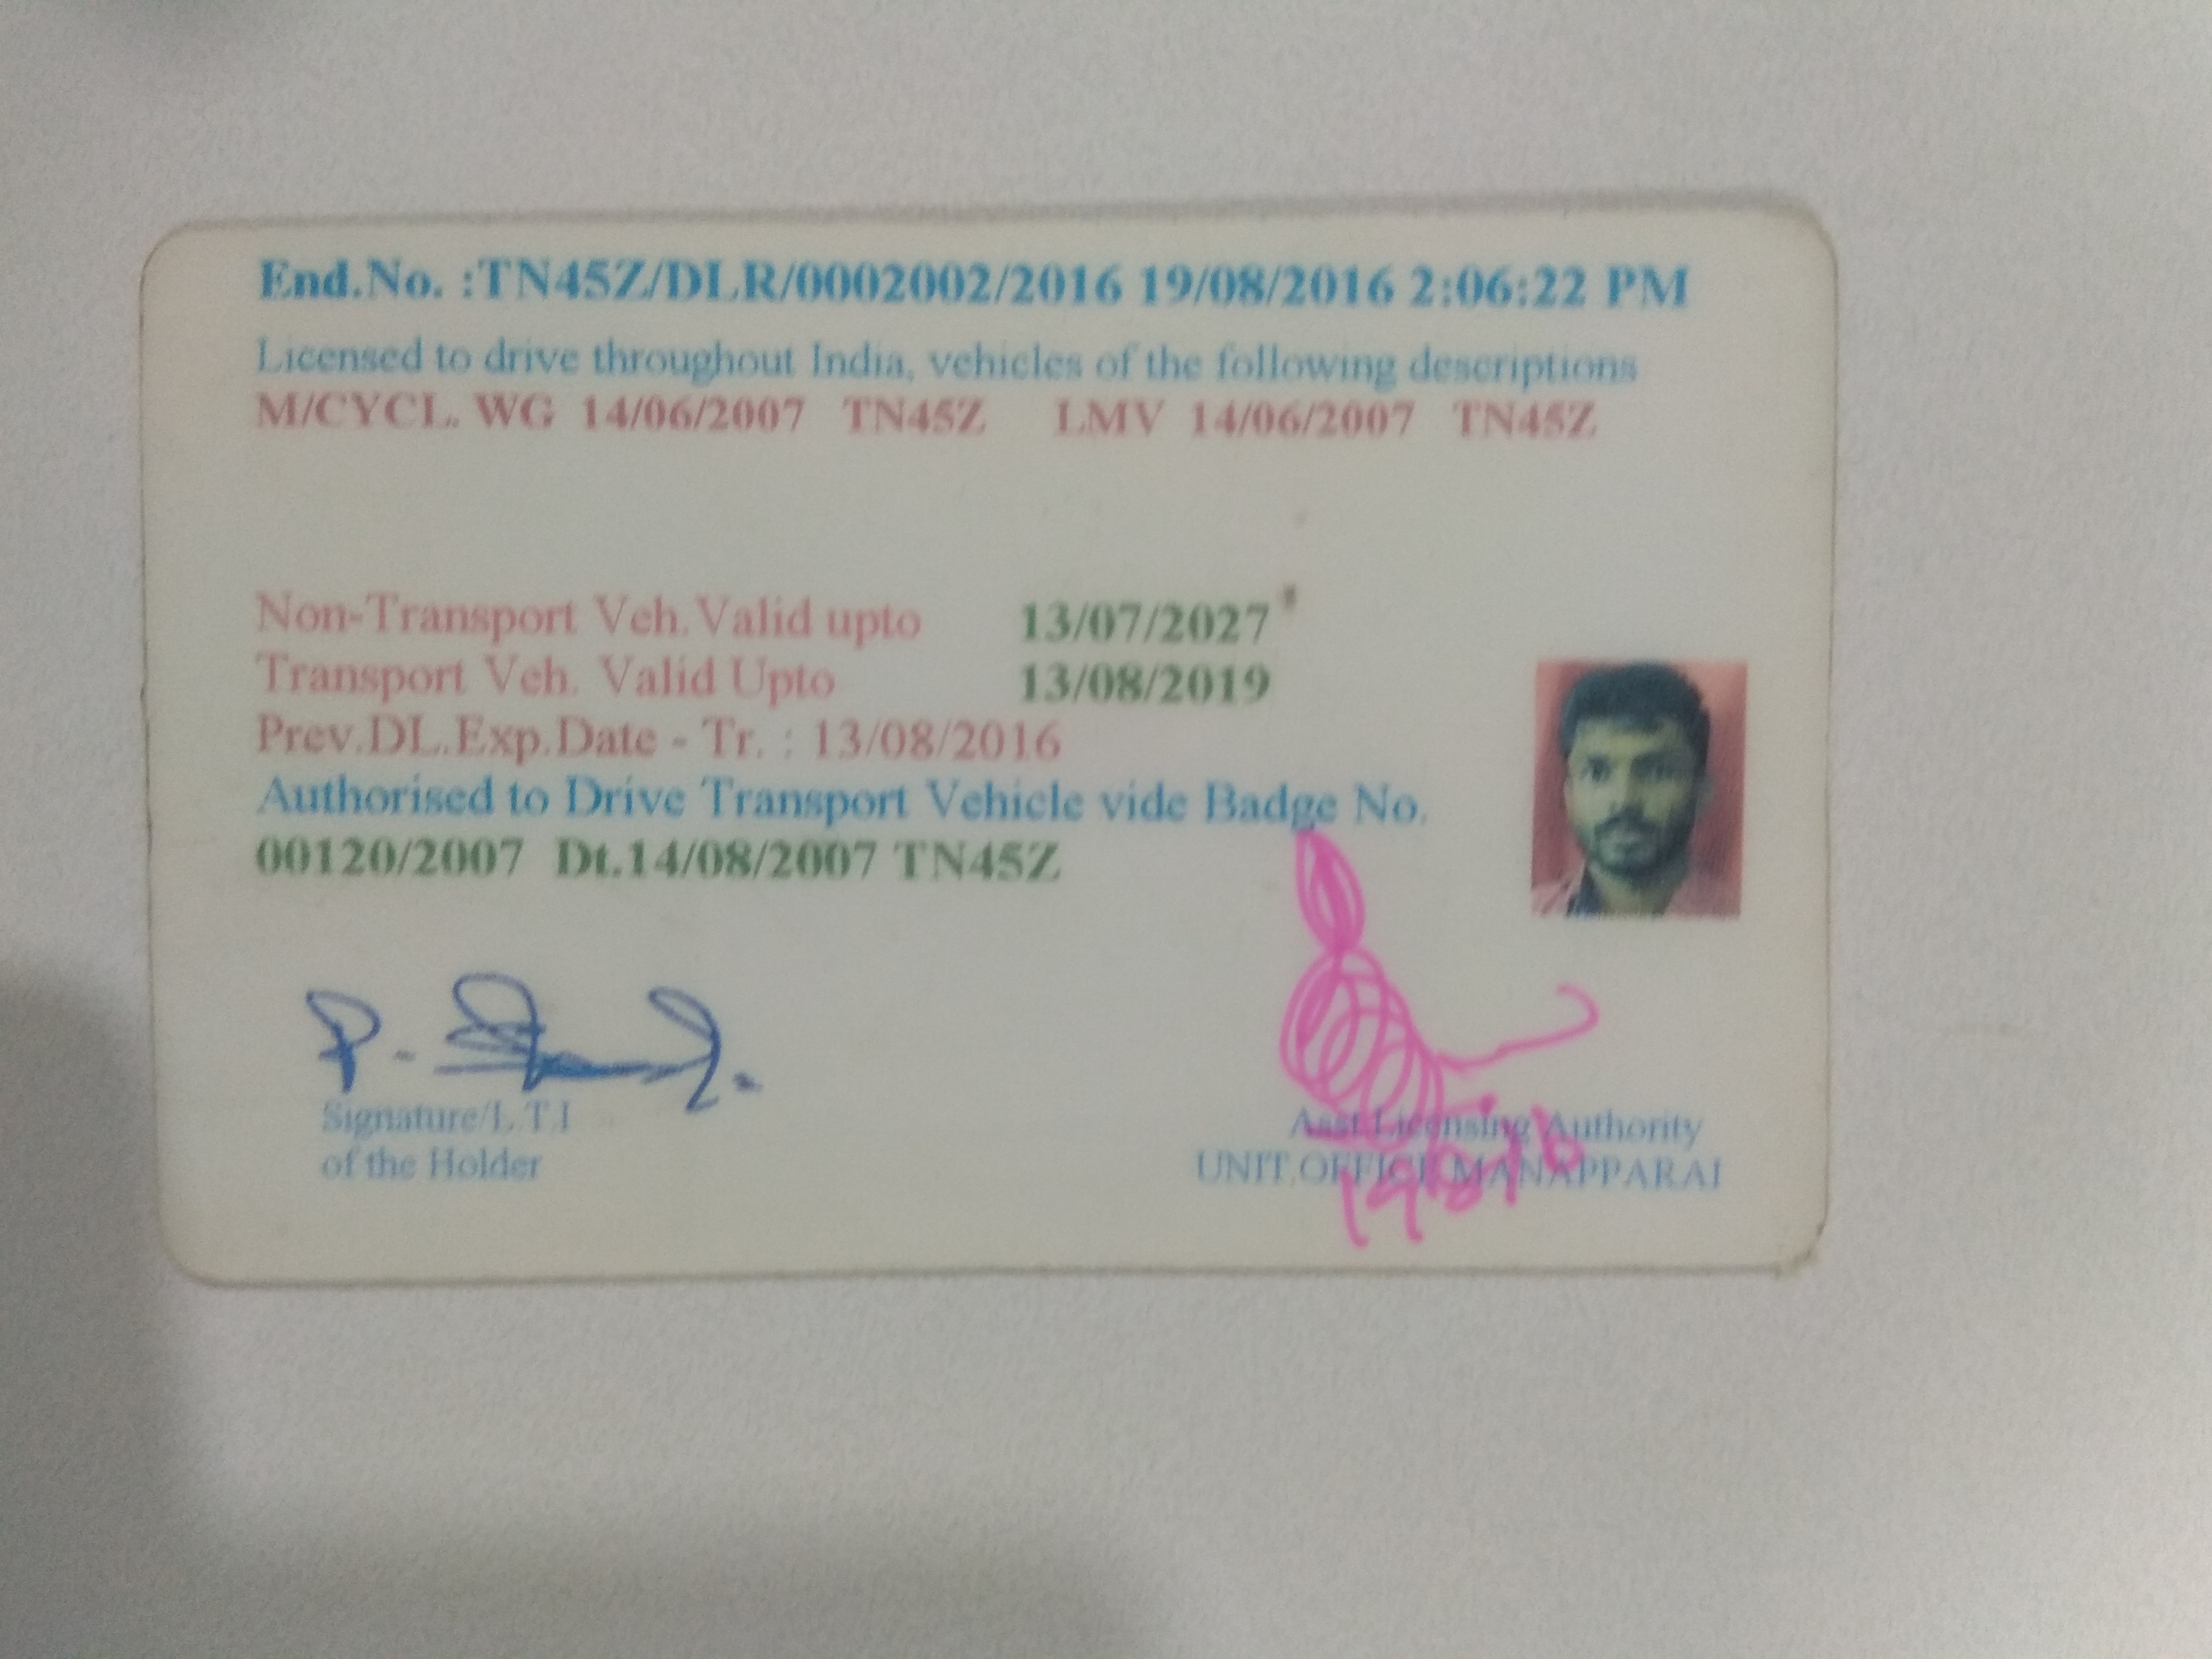 End.No. :TN45Z/DLR/0002002/2016 19/08/2016 2:06:22 PM
Licensed to drive throughout India, vehicles of the following descriptions
M/CYCL. WG 14/06/2007 TN45Z LMV 14/06/2007 TN45Z
Non-Transport Veh.Valid upto 13/07/2027
Transport Veh. Valid Upto 13/08/2019
Prev.DL.Exp.Date - Tr. : 13/08/2016
Authorised to Drive Transport Vehicle vide Badge No.
00120/2007 Dt.14/08/2007 TN45Z
P.
Signature/L.T.I
of the Holder
Asst Licensing Authority
UNIT.OFFICE MANAPPARAI